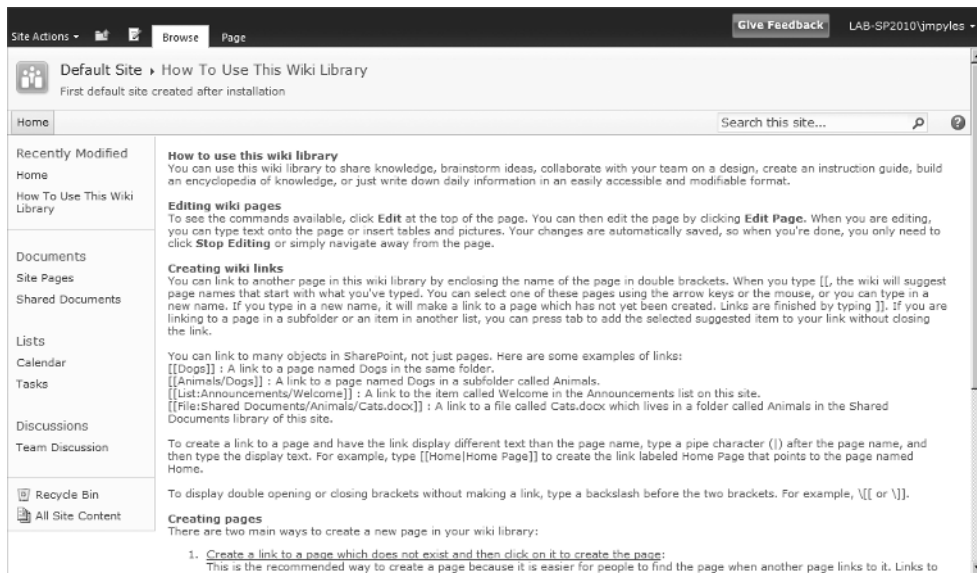 Site Actions
Browse
Page
Give Feedback
LAB-SP2010\jmpyles
Default Site ▸ How To Use This Wiki Library
First default site created after installation
Home
Search this site...
Recently Modified
Home
How To Use This Wiki
Library
Documents
Site Pages
Shared Documents
Lists
Calendar
Tasks
Discussions
Team Discussion
Recycle Bin
All Site Content
How to use this wiki library
You can use this wiki library to share knowledge, brainstorm ideas, collaborate with your team on a design, create an instruction guide, build
an encyclopedia of knowledge, or just write down daily information in an easily accessible and modifiable format.
Editing wiki pages
To see the commands available, click Edit at the top of the page. You can then edit the page by clicking Edit Page. When you are editing,
you can type text onto the page or insert tables and pictures. Your changes are automatically saved, so when you're done, you only need to
click Stop Editing or simply navigate away from the page.
Creating wiki links
You can link to another page in this wiki library by enclosing the name of the page in double brackets. When you type [[, the wiki will suggest
page names that start with what you've typed. You can select one of these pages using the arrow keys or the mouse, or you can type in a
new name. If you type in a new name, it will make a link to a page which has not yet been created. Links are finished by typing ]]. If you are
linking to a page in a subfolder or an item in another list, you can press tab to add the selected suggested item to your link without closing
the link.
You can link to many objects in SharePoint, not just pages. Here are some examples of links:
[[Dogs]] : A link to a page named Dogs in the same folder.
[[Animals/Dogs]] : A link to a page named Dogs in a subfolder called Animals.
[[List:Announcements/Welcome]] : A link to the item called Welcome in the Announcements list on this site.
[[File:Shared Documents/Animals/Cats.docx]] : A link to a file called Cats.docx which lives in a folder called Animals in the Shared
Documents library of this site.
To create a link to a page and have the link display different text than the page name, type a pipe character (|) after the page name, and
then type the display text. For example, type [[Home|Home Page]] to create the link labeled Home Page that points to the page named
Home.
To display double opening or closing brackets without making a link, type a backslash before the two brackets. For example, \[[ or \]].
Creating pages
There are two main ways to create a new page in your wiki library:
1. Create a link to a page which does not exist and then click on it to create the page:
This is the recommended way to create a page because it is easier for people to find the page when another page links to it. Links to